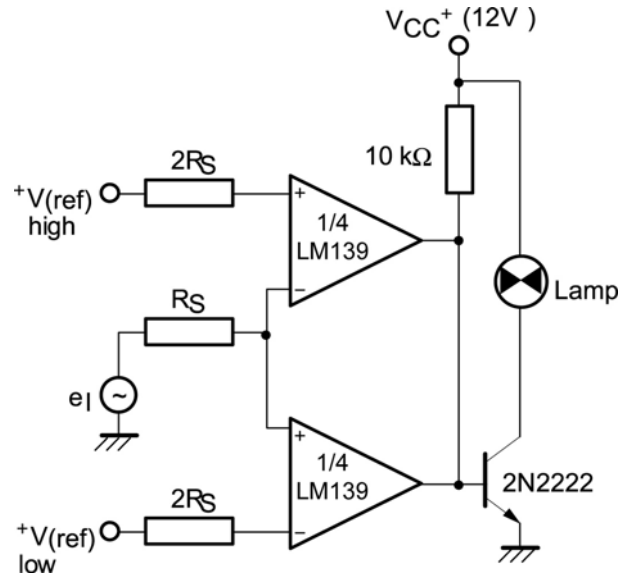 VCC+ (12V )
2RS
10 kΩ
+V(ref)
high
+
1/4
LM139
−
RS
Lamp
eI
~
+
1/4
LM139
−
2N2222
2RS
+V(ref)
low